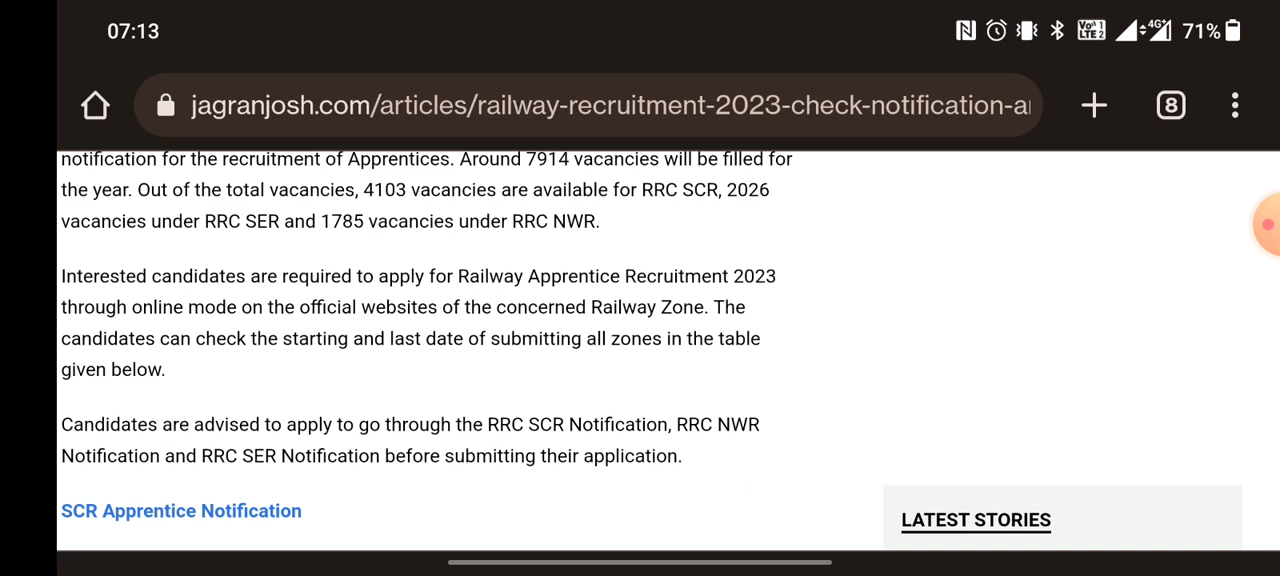 07:13
Vo 1
LTE 2
4G+
71%
jagranjosh.com/articles/railway-recruitment-2023-check-notification-a
8
notification for the recruitment of Apprentices. Around 7914 vacancies will be filled for
the year. Out of the total vacancies, 4103 vacancies are available for RRC SCR, 2026
vacancies under RRC SER and 1785 vacancies under RRC NWR.
Interested candidates are required to apply for Railway Apprentice Recruitment 2023
through online mode on the official websites of the concerned Railway Zone. The
candidates can check the starting and last date of submitting all zones in the table
given below.
Candidates are advised to apply to go through the RRC SCR Notification, RRC NWR
Notification and RRC SER Notification before submitting their application.
SCR Apprentice Notification
LATEST STORIES